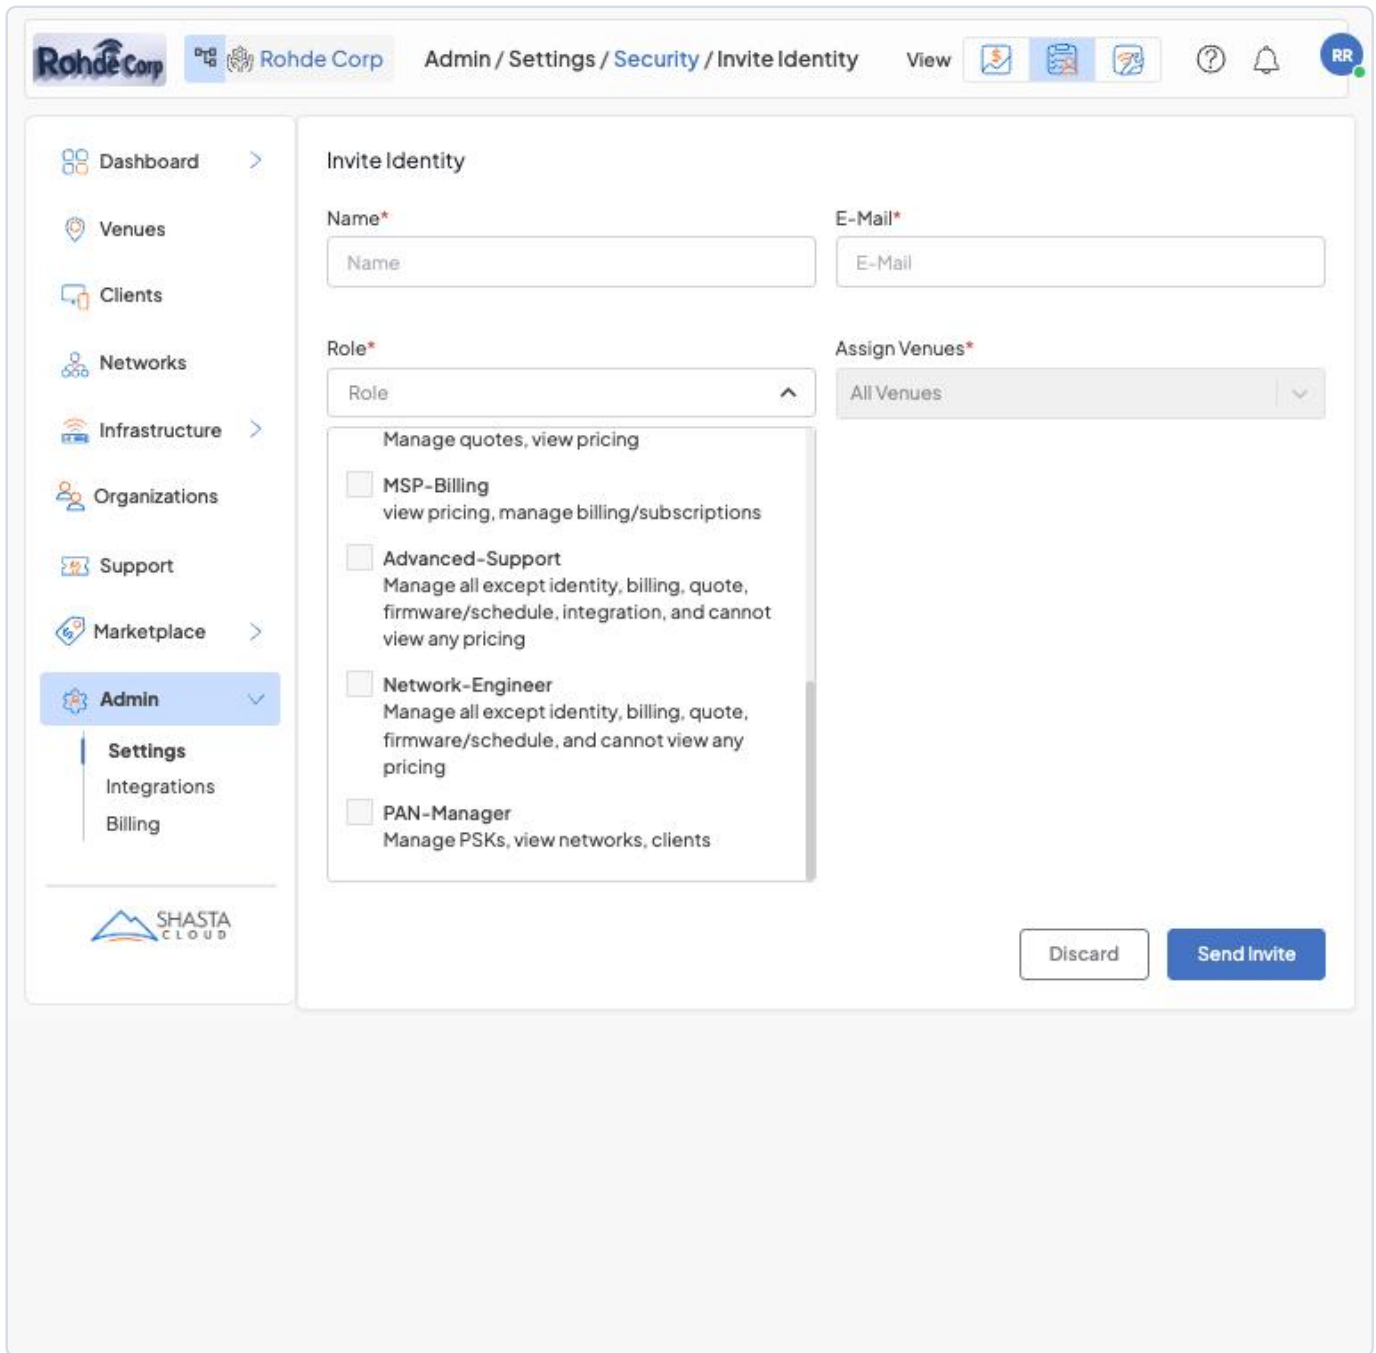 Rohde Corp
Rohde Corp
Admin / Settings / Security / Invite Identity
View
RR
Dashboard
Venues
Clients
Networks
Infrastructure
Organizations
Support
Marketplace
Admin
Settings
Integrations
Billing
SHASTA
CLOUD
Invite Identity
Name*
Name
E-Mail*
E-Mail
Role*
Role
Assign Venues*
All Venues
Manage quotes, view pricing
MSP-Billing
view pricing, manage billing/subscriptions
Advanced-Support
Manage all except identity, billing, quote,
firmware/schedule, integration, and cannot
view any pricing
Network-Engineer
Manage all except identity, billing, quote,
firmware/schedule, and cannot view any
pricing
PAN-Manager
Manage PSKs, view networks, clients
Discard
Send Invite